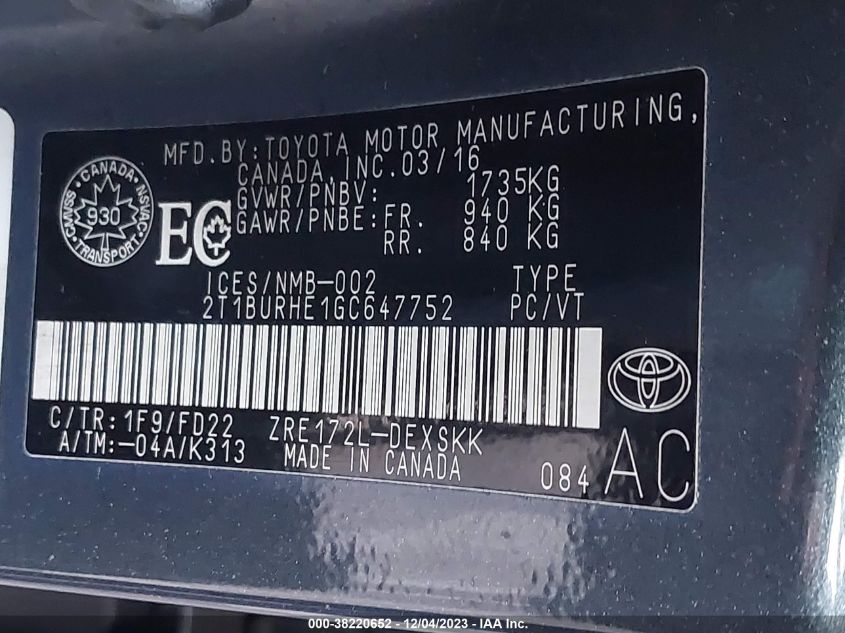 MFD.BY:TOYOTA MOTOR MANUFACTURING,
CANADA,INC.03/16
GVWR/PNBV: 1735KG
GAWR/PNBE:FR. 940 KG
RR. 840 KG
CANADA
CMVSS 930 NSVAC
TRANSPORT
EC
ICES/NMB-002 TYPE
2T1BURHE1GC647752 PC/VT
C/TR:1F9/FD22 ZRE172L-DEXSKK
A/TM:-04A/K313 MADE IN CANADA 084 AC
000-38220652 - 12/04/2023 - IAA Inc.